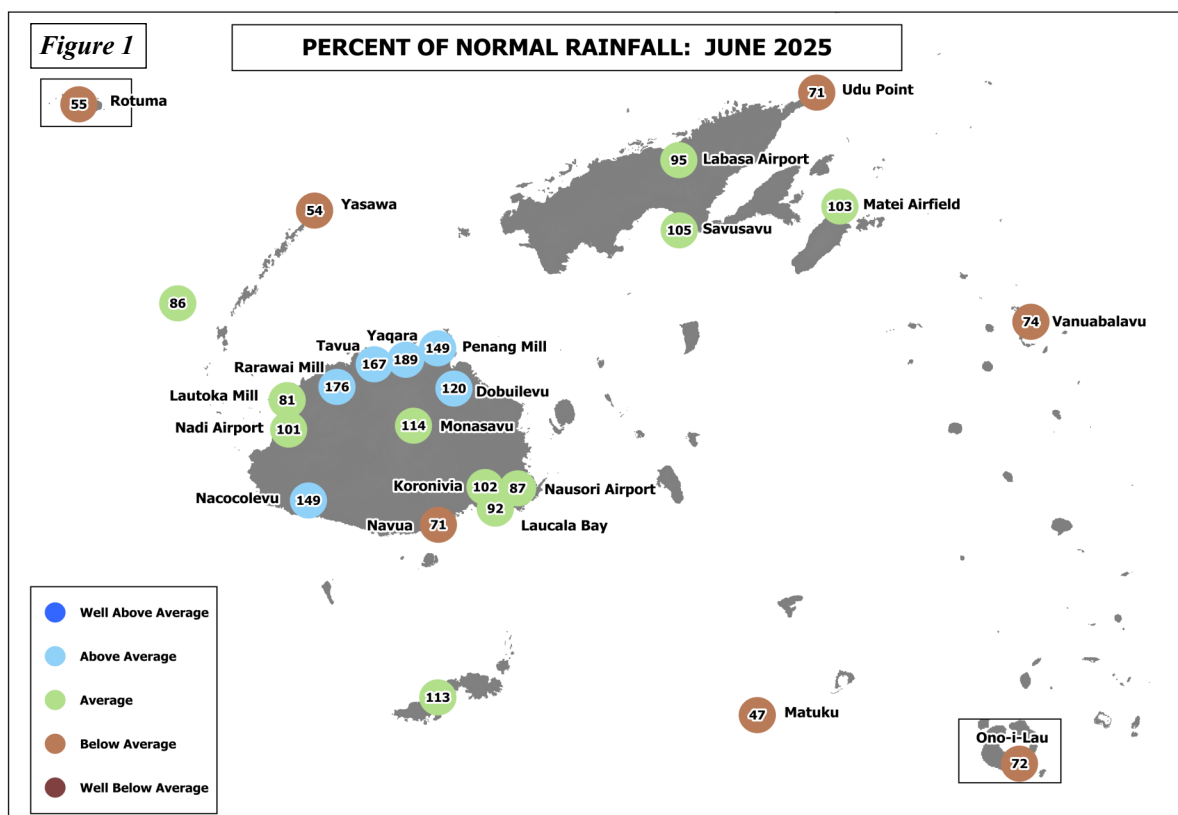 Figure 1
PERCENT OF NORMAL RAINFALL: JUNE 2025
55 Rotuma
71 Udu Point
95 Labasa Airport
54 Yasawa
103 Matei Airfield
105 Savusavu
86
74 Vanuabalavu
Yaqara
189
149 Penang Mill
Tavua
167
Rarawai Mill
176
120 Dobuilevu
Lautoka Mill 81
Nadi Airport 101
114 Monasavu
Koronivia 102
87 Nausori Airport
Nacocolevu 149
92 Laucala Bay
Navua 71
113
47 Matuku
Ono-i-Lau
72
Well Above Average
Above Average
Average
Below Average
Well Below Average